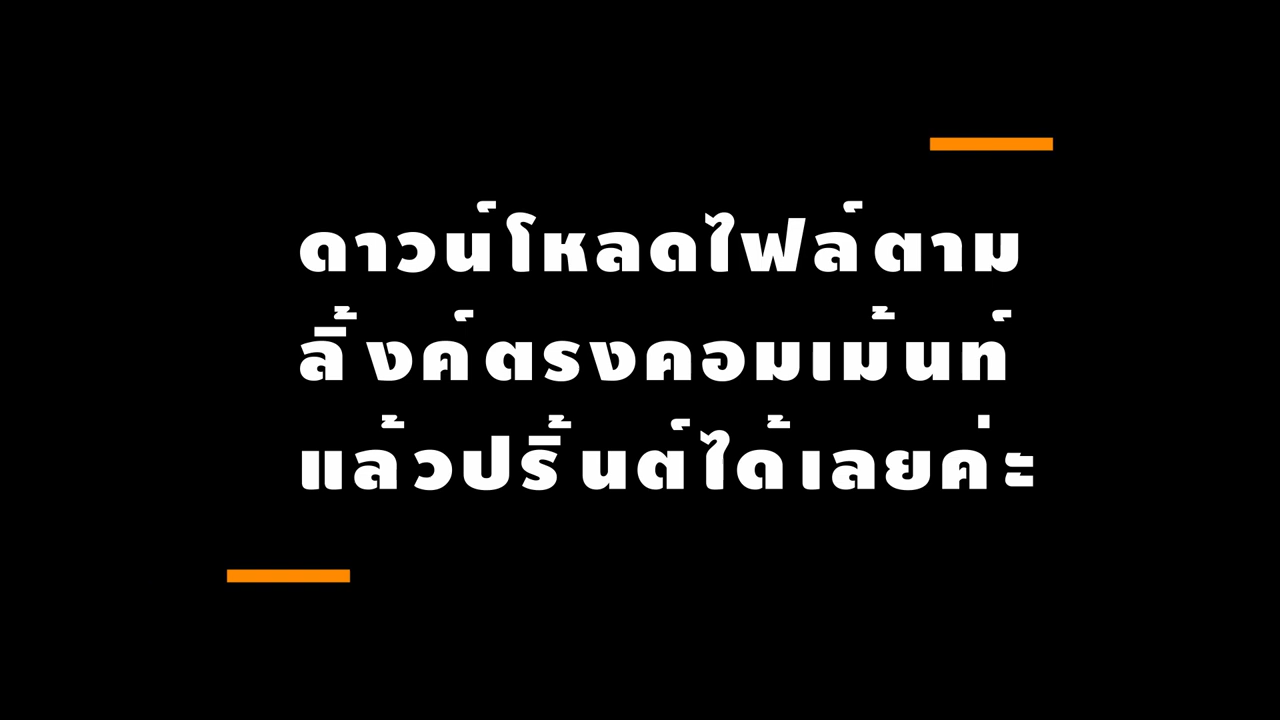 ดาวน์โหลดไฟล์ตาม
ลิ้งค์ตรงคอมเม้นท์
แล้วปริ้นต์ได้เลยค่ะ